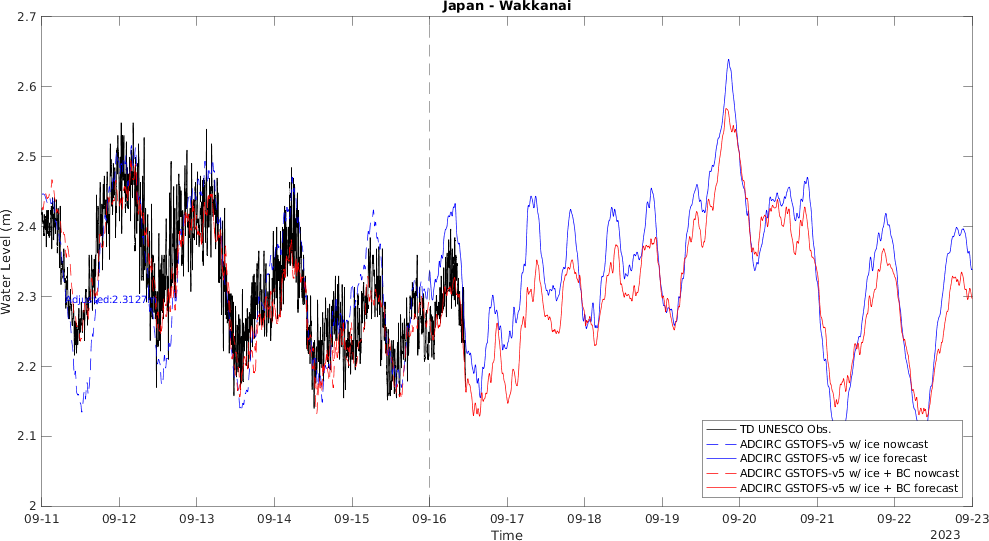 Japan - Wakkanai
Water Level (m)
2.7
2.6
2.5
2.4
2.3
2.2
2.1
2
TD UNESCO Obs.
ADCIRC GSTOFS-v5 w/ ice nowcast
ADCIRC GSTOFS-v5 w/ ice forecast
ADCIRC GSTOFS-v5 w/ ice + BC nowcast
ADCIRC GSTOFS-v5 w/ ice + BC forecast
09-11 09-12 09-13 09-14 09-15 09-16 09-17 09-18 09-19 09-20 09-21 09-22 09-23
Time
2023